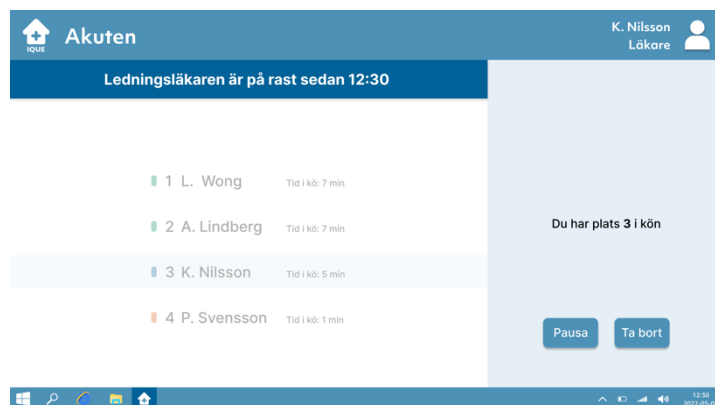 IQUE
Akuten
K. Nilsson
Läkare
Ledningsläkaren är på rast sedan 12:30
1 L. Wong Tid i kö: 7 min
2 A. Lindberg Tid i kö: 7 min
3 K. Nilsson Tid i kö: 5 min
4 P. Svensson Tid i kö: 1 min
Du har plats 3 i kön
Pausa Ta bort
12:30